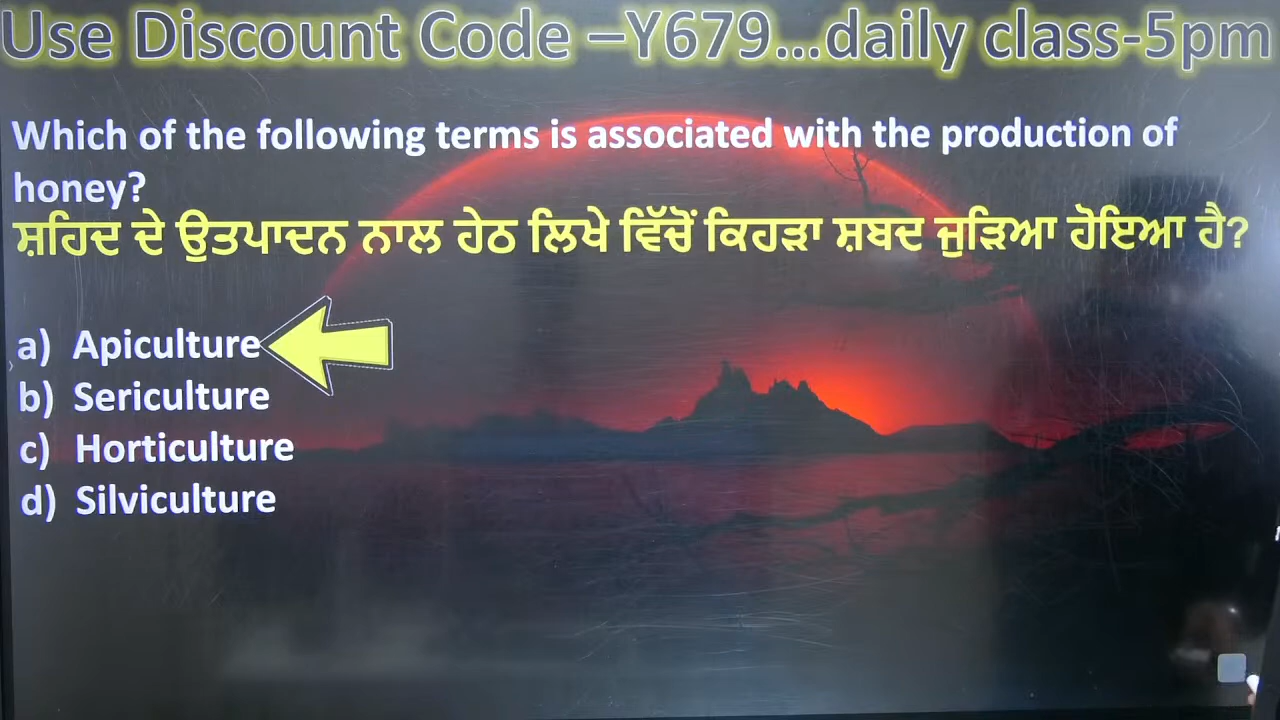 Use Discount Code –Y679...daily class-5pm
Which of the following terms is associated with the production of
honey?
ਸ਼ਹਿਦ ਦੇ ਉਤਪਾਦਨ ਨਾਲ ਹੇਠ ਲਿਖੇ ਵਿੱਚੋਂ ਕਿਹੜਾ ਸ਼ਬਦ ਜੁੜਿਆ ਹੋਇਆ ਹੈ?
a) Apiculture
b) Sericulture
c) Horticulture
d) Silviculture